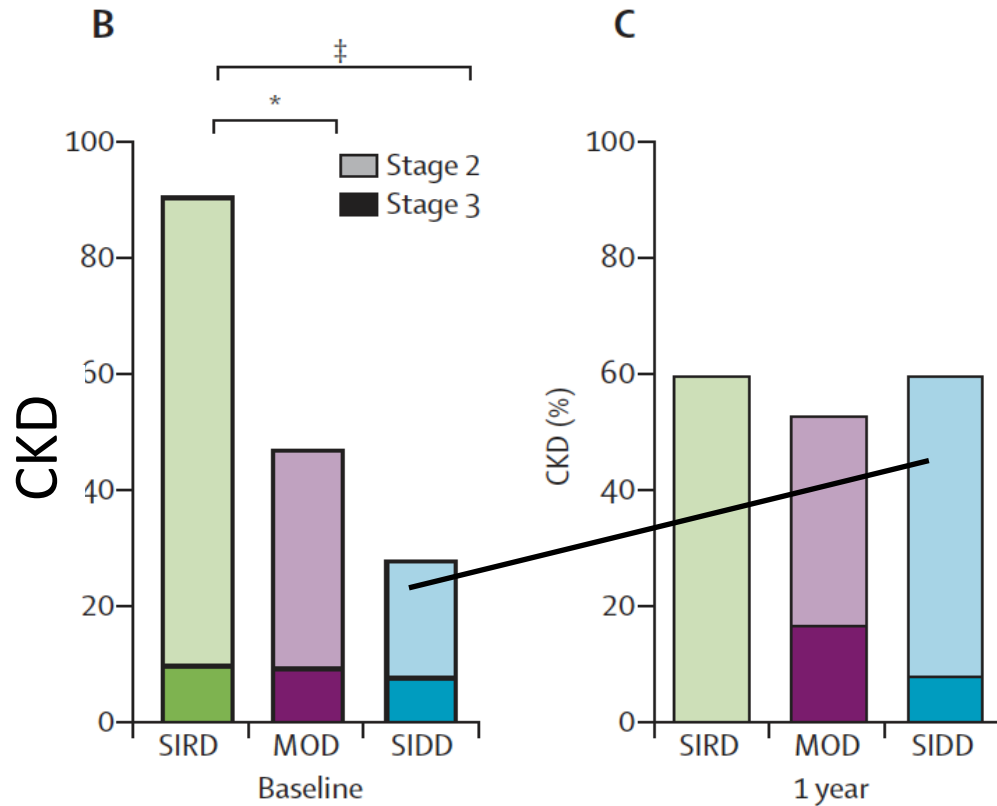 B
‡
*
Stage 2
Stage 3
100
80
60
40
20
0
CKD
SIRD MOD SIDD
Baseline
C
100
80
60
40
20
0
CKD (%)
SIRD MOD SIDD
1 year